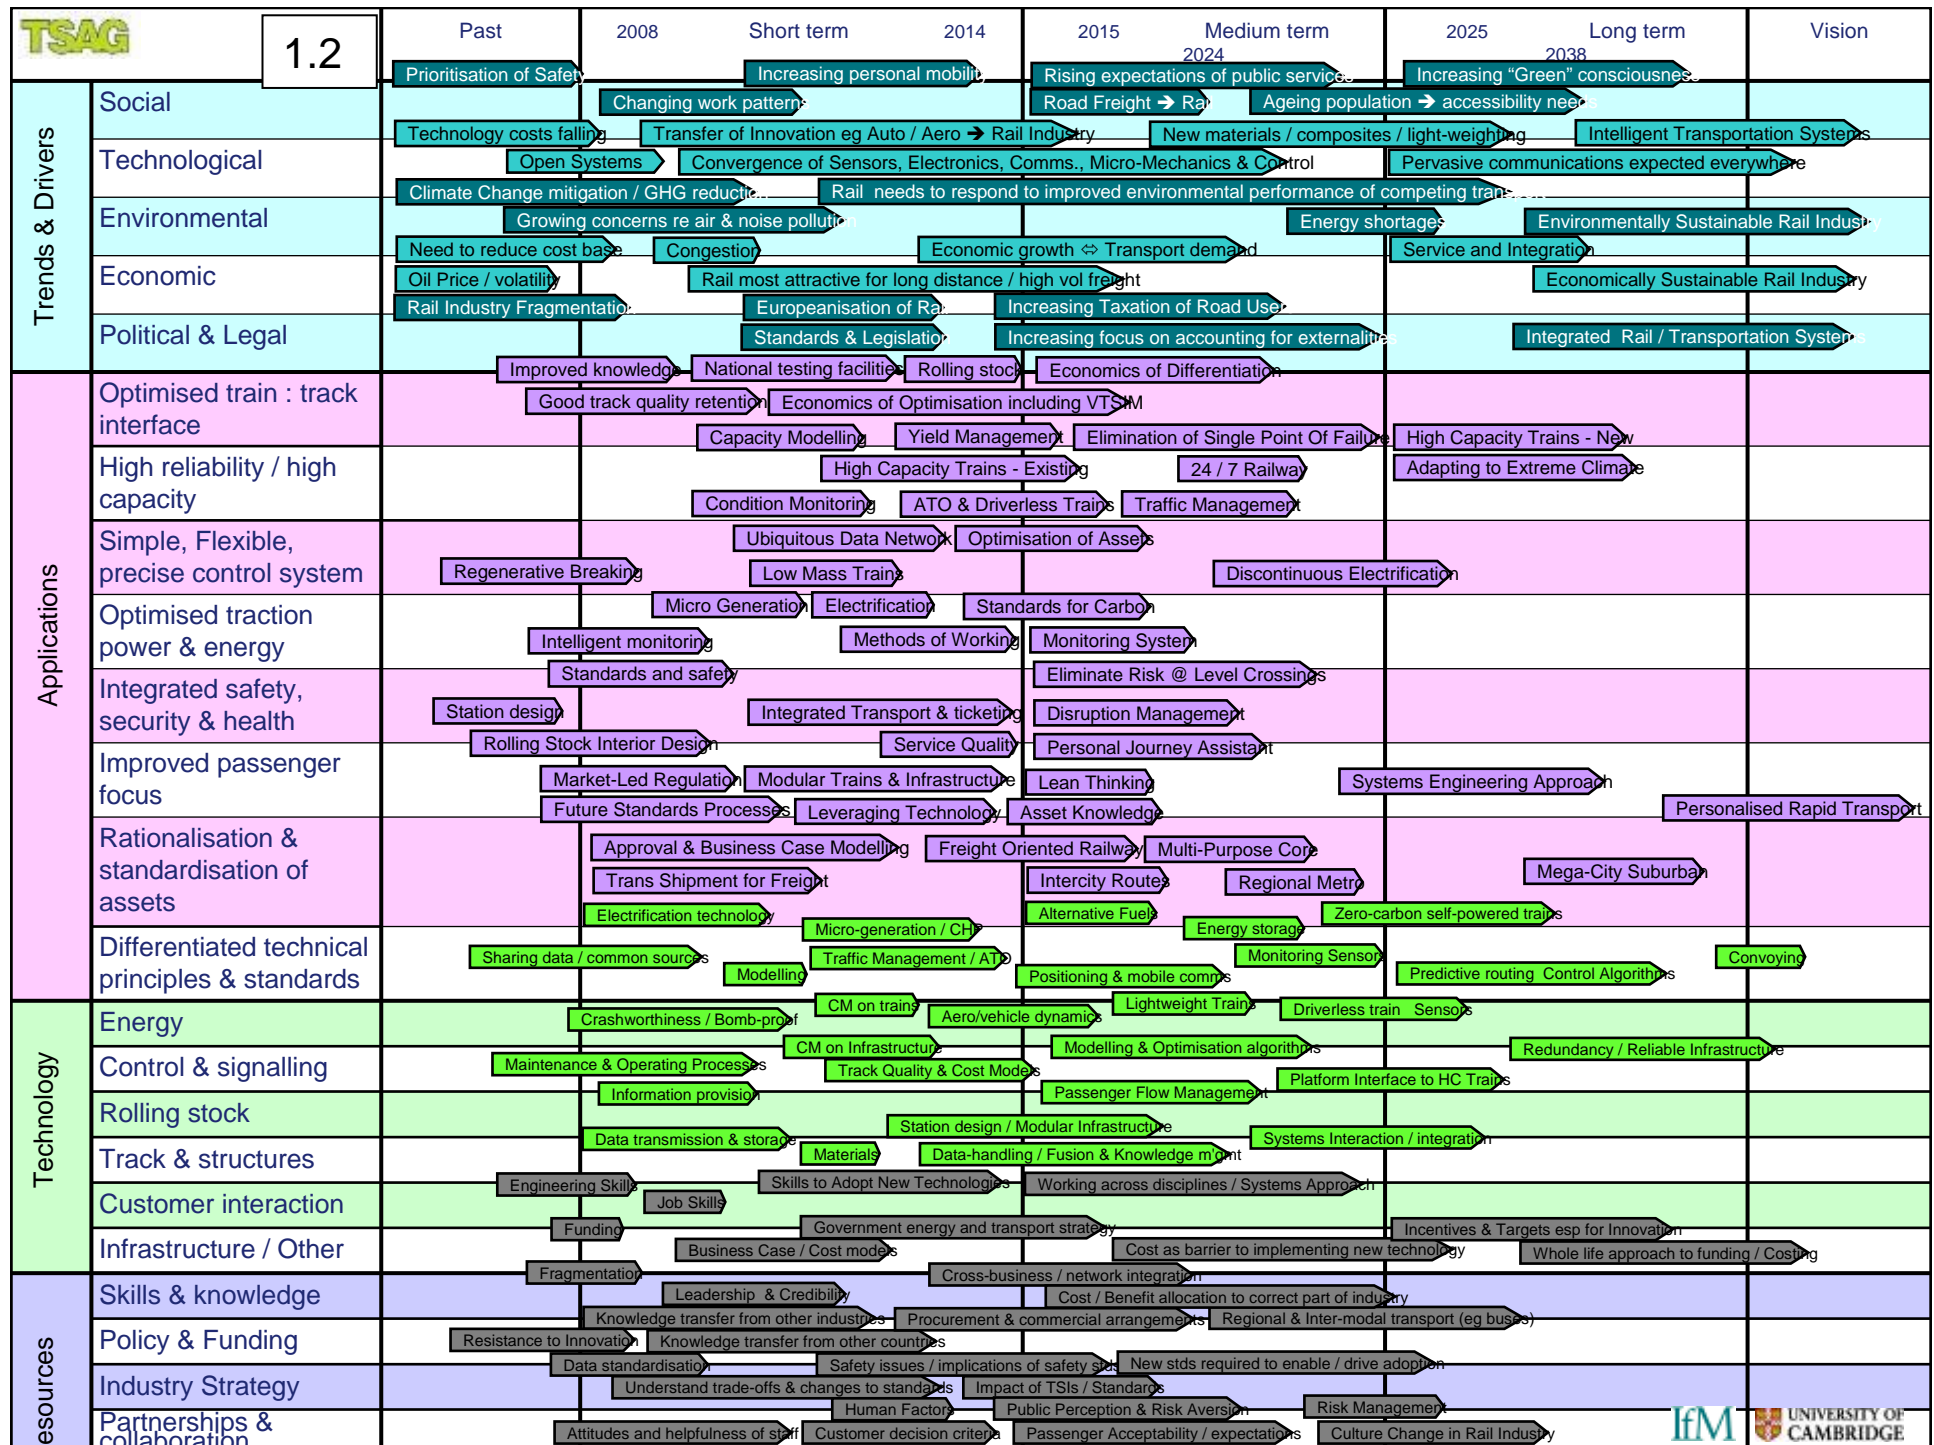 TSAG
1.2
Past 2008 Short term 2014 2015 Medium term 2025 Long term Vision
2024 2038
Prioritisation of Safety Increasing personal mobility Rising expectations of public services Increasing “Green” consciousness
Trends & Drivers
Social
Changing work patterns Road Freight ➔ Rail Ageing population ➔ accessibility needs
Technology costs falling Transfer of Innovation eg Auto / Aero ➔ Rail Industry New materials / composites / light-weighting Intelligent Transportation Systems
Technological
Open Systems Convergence of Sensors, Electronics, Comms., Micro-Mechanics & Control Pervasive communications expected everywhere
Climate Change mitigation / GHG reduction Rail needs to respond to improved environmental performance of competing transport
Environmental
Growing concerns re air & noise pollution Energy shortages Environmentally Sustainable Rail Industry
Need to reduce cost base Congestion Economic growth ⇔ Transport demand Service and Integration
Economic
Oil Price / volatility Rail most attractive for long distance / high vol freight Economically Sustainable Rail Industry
Rail Industry Fragmentation Europeanisation of Rail Increasing Taxation of Road User
Political & Legal
Standards & Legislation Increasing focus on accounting for externalities Integrated Rail / Transportation Systems
Improved knowledge National testing facilities Rolling stock Economics of Differentiation
Applications
Optimised train : track
interface
Good track quality retention Economics of Optimisation including VTSIM
Capacity Modelling Yield Management Elimination of Single Point Of Failure High Capacity Trains - New
High reliability / high
capacity
High Capacity Trains - Existing 24 / 7 Railway Adapting to Extreme Climate
Condition Monitoring ATO & Driverless Trains Traffic Management
Simple, Flexible,
precise control system
Ubiquitous Data Network Optimisation of Assets
Regenerative Breaking Low Mass Trains Discontinuous Electrification
Micro Generation Electrification Standards for Carbon
Optimised traction
power & energy
Intelligent monitoring Methods of Working Monitoring System
Standards and safety Eliminate Risk @ Level Crossings
Integrated safety,
security & health
Station design Integrated Transport & ticketing Disruption Management
Rolling Stock Interior Design Service Quality Personal Journey Assistant
Improved passenger
focus
Market-Led Regulation Modular Trains & Infrastructure Lean Thinking Systems Engineering Approach
Future Standards Processes Leveraging Technology Asset Knowledge Personalised Rapid Transport
Rationalisation &
standardisation of
assets
Approval & Business Case Modelling Freight Oriented Railway Multi-Purpose Core
Trans Shipment for Freight Intercity Routes Regional Metro Mega-City Suburban
Electrification technology Alternative Fuels Zero-carbon self-powered trains
Micro-generation / CHP Energy storage
Differentiated technical
principles & standards
Sharing data / common sources Traffic Management / ATO Monitoring Sensors Convoying
Modelling Positioning & mobile comms Predictive routing Control Algorithms
CM on trains Lightweight Trains
Technology
Energy
Crashworthiness / Bomb-proof Aero/vehicle dynamics Driverless train Sensors
CM on Infrastructure Modelling & Optimisation algorithms Redundancy / Reliable Infrastructure
Control & signalling
Maintenance & Operating Processes Track Quality & Cost Models Platform Interface to HC Trains
Information provision Passenger Flow Management
Rolling stock
Station design / Modular Infrastructure
Data transmission & storage Systems Interaction / integration
Track & structures
Materials Data-handling / Fusion & Knowledge m'gmt
Engineering Skills Skills to Adopt New Technologies Working across disciplines / Systems Approach
Customer interaction
Job Skills
Funding Government energy and transport strategy Incentives & Targets esp for Innovation
Infrastructure / Other
Business Case / Cost models Cost as barrier to implementing new technology Whole life approach to funding / Costing
Fragmentation Cross-business / network integration
esources
Skills & knowledge
Leadership & Credibility Cost / Benefit allocation to correct part of industry
Knowledge transfer from other industries Procurement & commercial arrangements Regional & Inter-modal transport (eg buses)
Policy & Funding
Resistance to Innovation Knowledge transfer from other countries
Data standardisation Safety issues / implications of safety stds New stds required to enable / drive adoption
Industry Strategy
Understand trade-offs & changes to standards Impact of TSIs / Standards
Human Factors Public Perception & Risk Aversion Risk Management
Partnerships &
collaboration
Attitudes and helpfulness of staff Customer decision criteria Passenger Acceptability / expectations Culture Change in Rail Industry
IfM UNIVERSITY OF
CAMBRIDGE